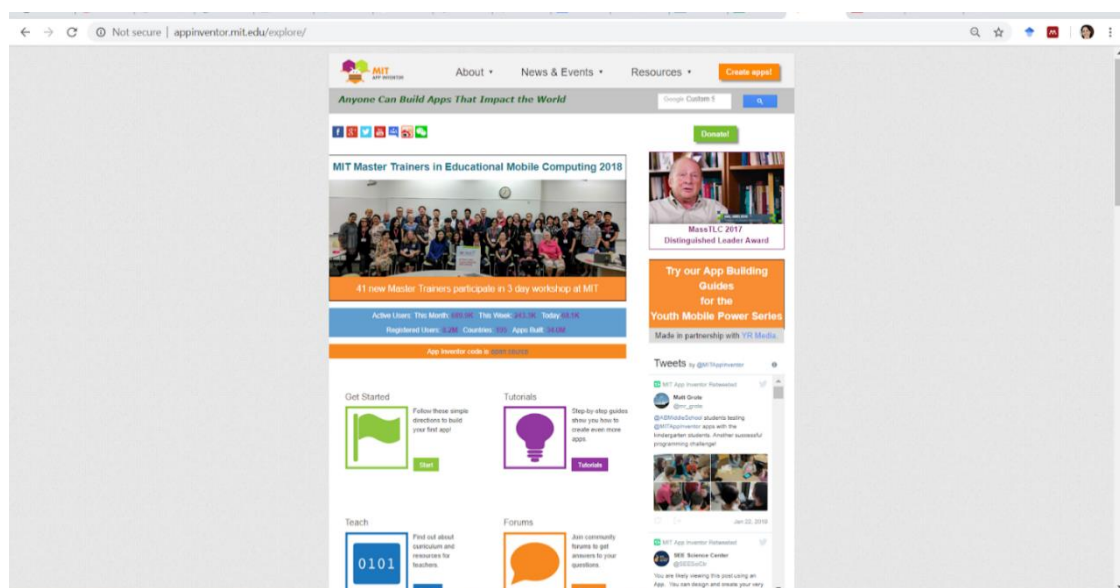 Not secure | appinventor.mit.edu/explore/
MIT
APP INVENTOR
About
News & Events
Resources
Create apps!
Anyone Can Build Apps That Impact the World
Google Custom S
Donate!
MIT Master Trainers in Educational Mobile Computing 2018
41 new Master Trainers participate in 3 day workshop at MIT
Active Users: This Month: This Week: Today
Registered Users: Countries: Apps Built:
App Inventor code is open source
MassTLC 2017
Distinguished Leader Award
Try our App Building
Guides
for the
Youth Mobile Power Series
Made in partnership with YR Media.
Get Started
Follow these simple
directions to build
your first app!
Start
Tutorials
Step-by-step guides
show you how to
create even more
apps.
Tutorials
Teach
0101
Find out about
curriculum and
resources for
teachers.
Forums
Join community
forums to get
answers to your
questions.
Tweets by @MITAppInventor
MIT App Inventor Retweeted
Matt Grote
@mr_grote
@ASMiddleSchool students testing
@MITAppInventor apps with the
kindergarten students. Another successful
programming challenge!
Jan 22, 2018
MIT App Inventor Retweeted
SEE Science Center
You are likely viewing this post using an
App. You can design and create your very